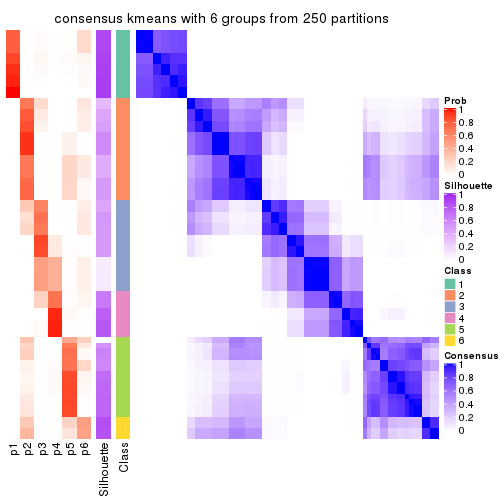 consensus kmeans with 6 groups from 250 partitions
Prob
1
0.8
0.6
0.4
0.2
0
Silhouette
1
0.8
0.6
0.4
0.2
0
Class
1
2
3
4
5
6
Consensus
1
0.8
0.6
0.4
0.2
0
p1
p2
p3
p4
p5
p6
Silhouette
Class